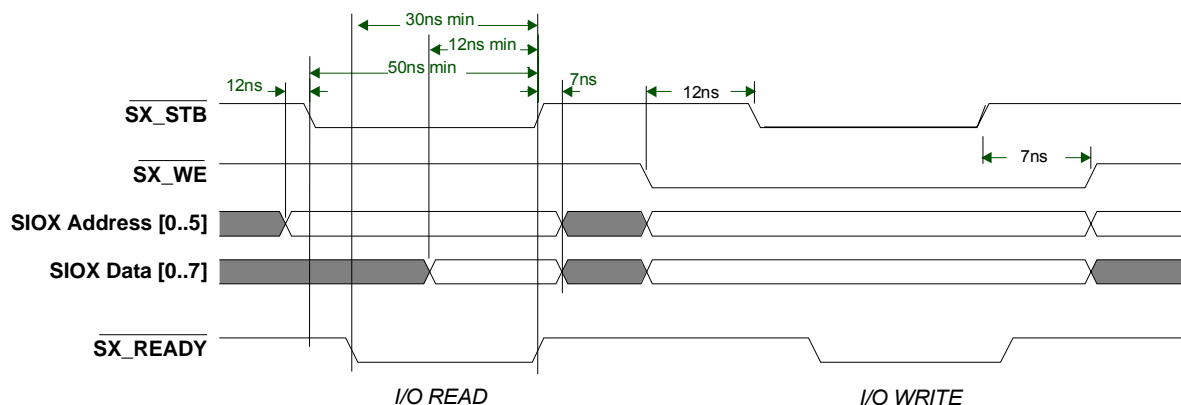 30ns min
12ns min
50ns min
12ns
7ns
12ns
SX_STB
7ns
SX_WE
SIOX Address [0..5]
SIOX Data [0..7]
SX_READY
I/O READ
I/O WRITE